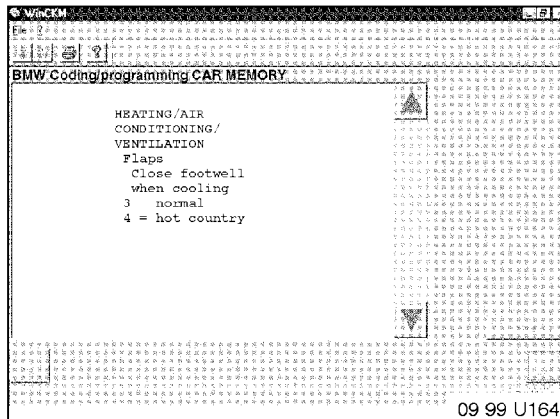 WinCKM
File ?
?
BMW Coding/programming CAR MEMORY
HEATING/AIR
CONDITIONING/
VENTILATION
Flaps
Close footwell
when cooling
3 normal
4 = hot country
09 99 U164